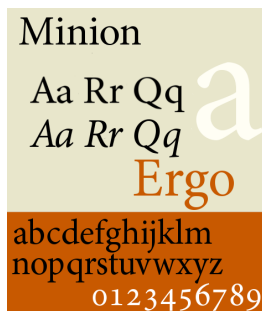 Minion
a
Aa Rr Qq
Aa Rr Qq
Ergo
abcdefghijklm
nopqrstuvwxyz
0123456789